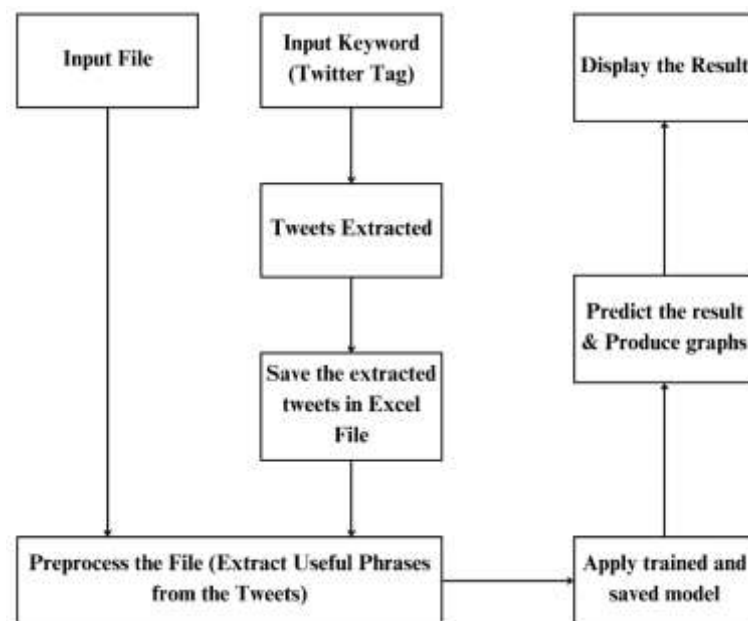 Input File
Input Keyword
(Twitter Tag)
Display the Result
Tweets Extracted
Predict the result
& Produce graphs
Save the extracted
tweets in Excel
File
Preprocess the File (Extract Useful Phrases
from the Tweets)
Apply trained and
saved model